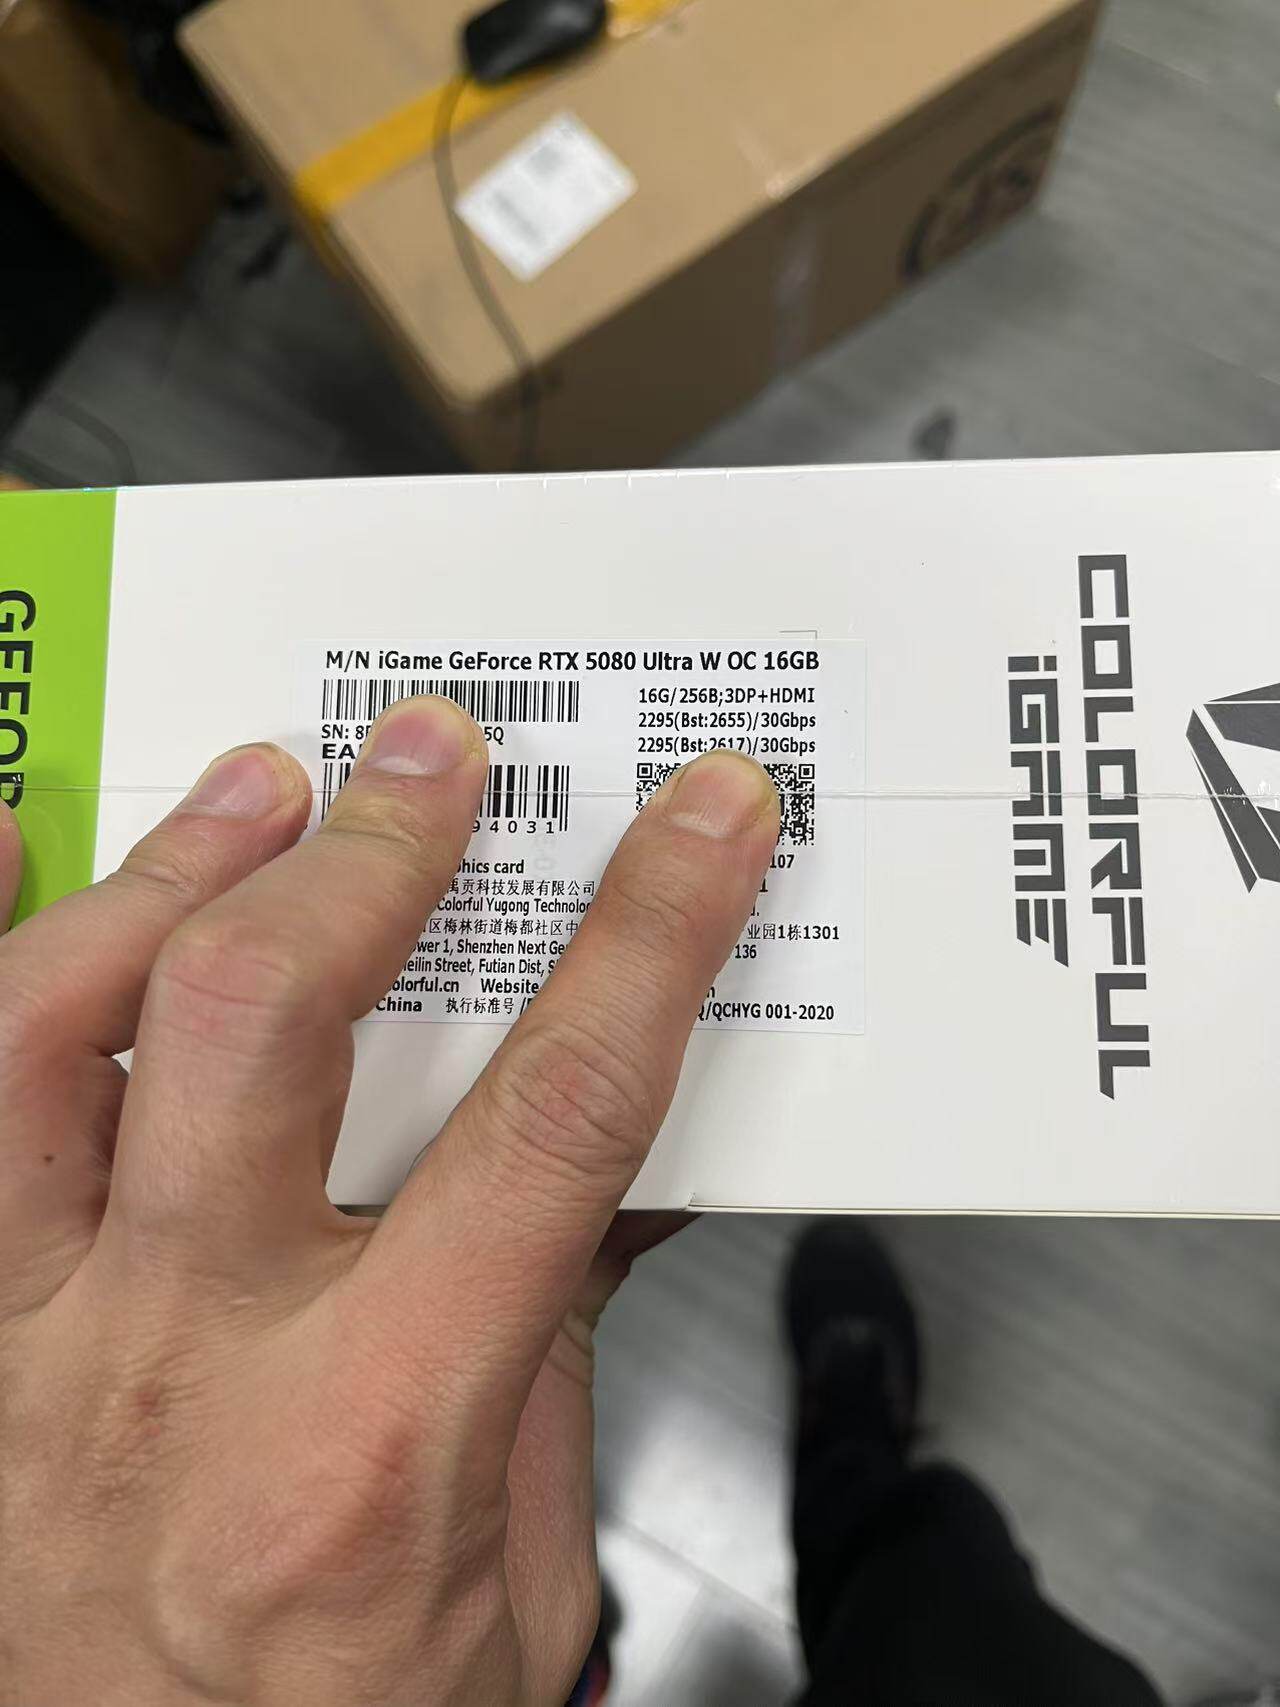 GEFOR
M/N iGame GeForce RTX 5080 Ultra W OC 16GB
16G/256B;3DP+HDMI
SN: 8 5Q
2295(Bst:2655)/30Gbps
2295(Bst:2617)/30Gbps
EA
94031
107
1
phics card
禹贡科技发展有限公司
Colorful Yugong Technolo d.
区梅林街道梅都社区中 业园1栋1301
ower 1, Shenzhen Next Ge 136
Meilin Street, Futian Dist, S
olorful.cn Website n
China 执行标准号 Q/QCHYG 001-2020
COLORFUL
iGAME